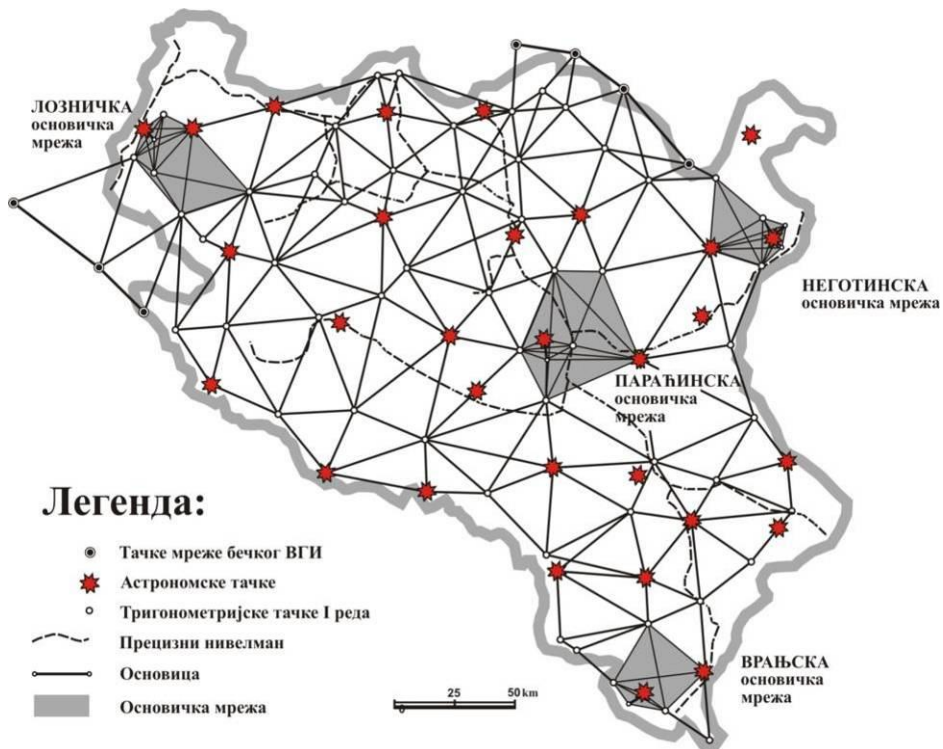 ЛОЗНИЧКА
основичка
мрежа
НЕГОТИНСКА
основичка мрежа
ПАРАЋИНСКА
основичка
мрежа
Легенда:
Тачке мреже бечког ВГИ
Астрономске тачке
Тригонометријске тачке I реда
Прецизни нивелман
Основица
Основичка мрежа
0
25
50 km
ВРАЊСКА
основичка
мрежа